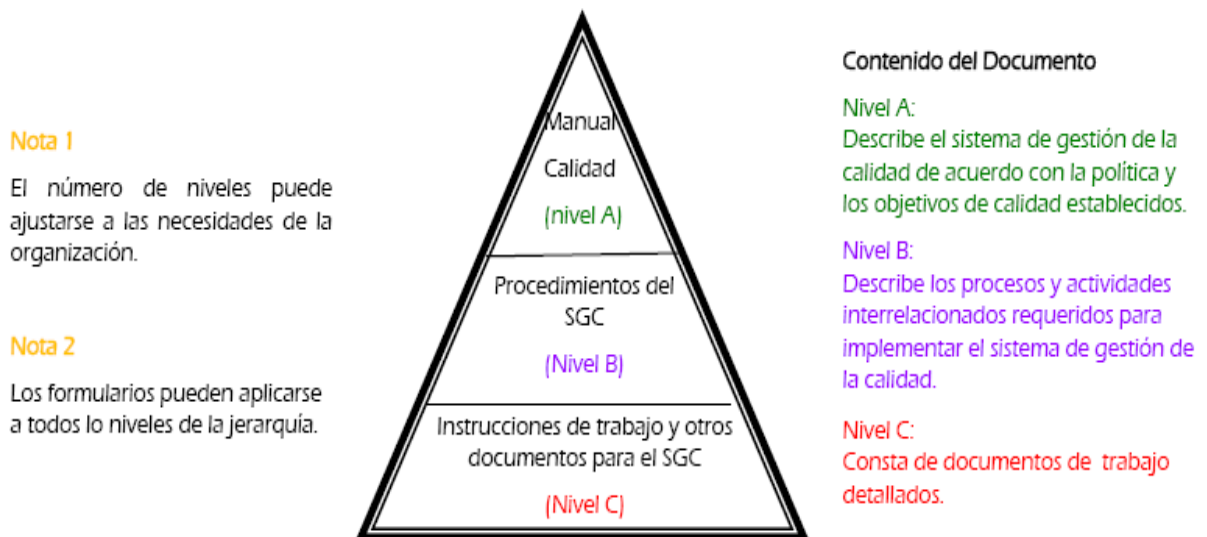 Nota 1
El número de niveles puede
ajustarse a las necesidades de la
organización.
Nota 2
Los formularios pueden aplicarse
a todos lo niveles de la jerarquía.
Manual
Calidad
(nivel A)
Procedimientos del
SGC
(Nivel B)
Instrucciones de trabajo y otros
documentos para el SGC
(Nivel C)
Contenido del Documento
Nivel A:
Describe el sistema de gestión de la
calidad de acuerdo con la política y
los objetivos de calidad establecidos.
Nivel B:
Describe los procesos y actividades
interrelacionados requeridos para
implementar el sistema de gestión de
la calidad.
Nivel C:
Consta de documentos de trabajo
detallados.